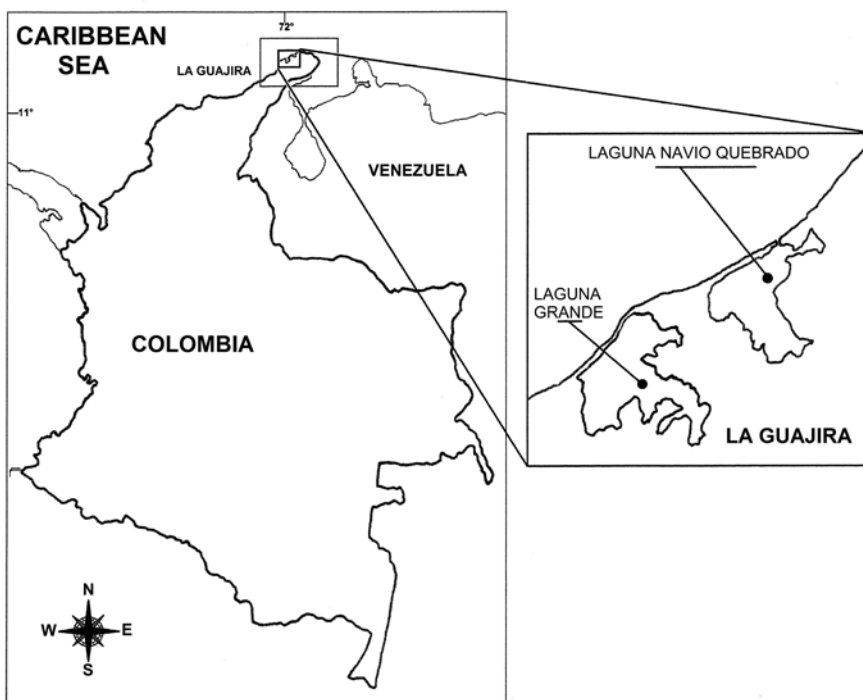 72°
CARIBBEAN
SEA
LA GUAJIRA
11°
VENEZUELA
COLOMBIA
N
W
E
S
LAGUNA NAVIO QUEBRADO
LAGUNA
GRANDE
LA GUAJIRA